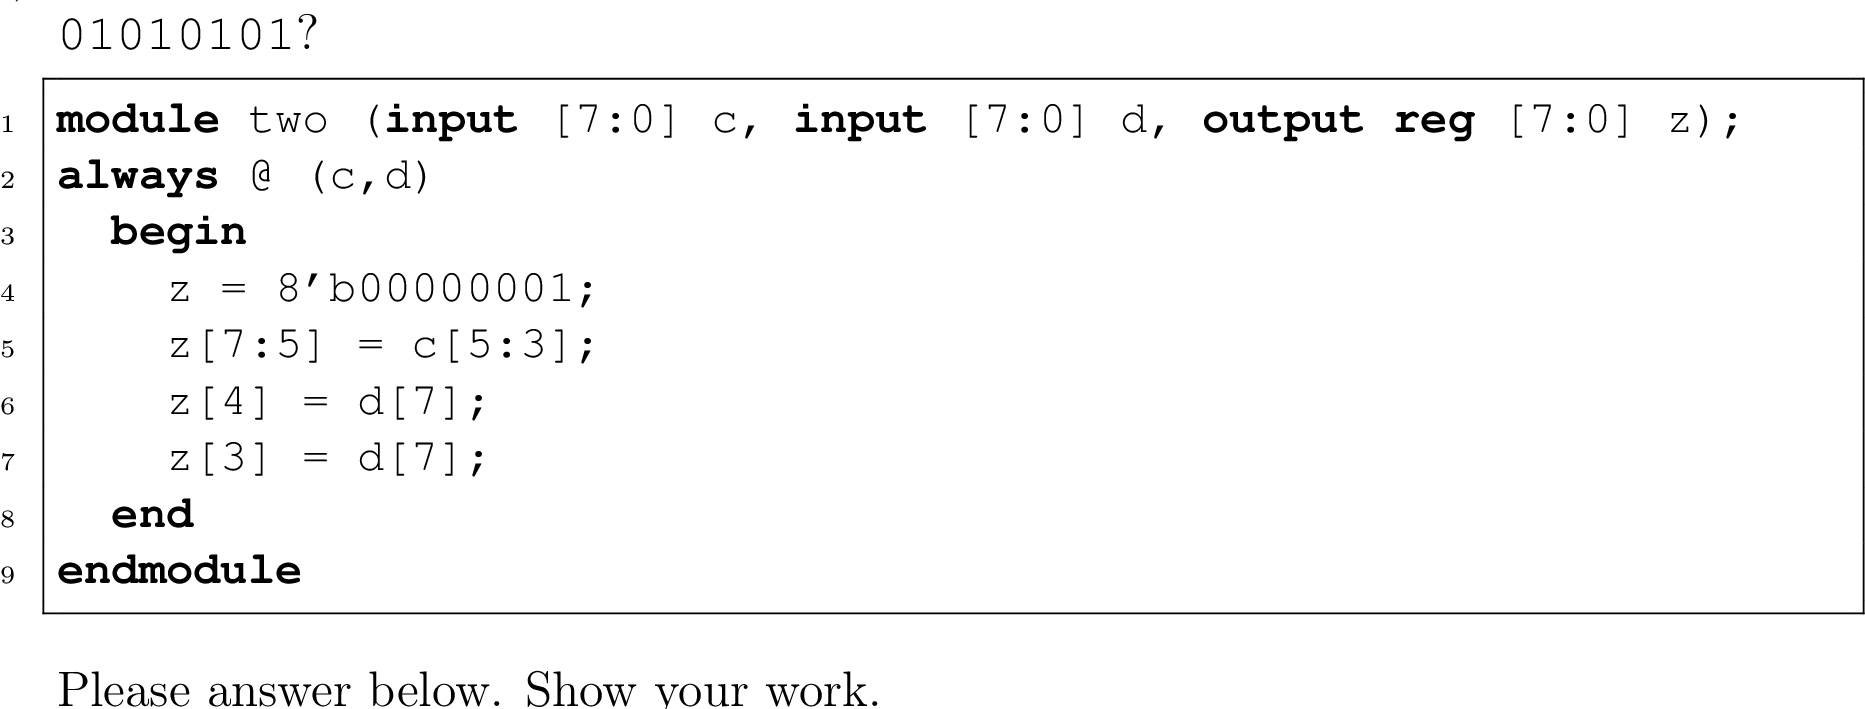 01010101?
1 module two (input [7:0] c, input [7:0] d, output reg [7:0] z);
2 always @ (c,d)
3 begin
4 z = 8'b00000001;
5 z[7:5] = c[5:3];
6 z[4] = d[7];
7 z[3] = d[7];
8 end
9 endmodule
Please answer below. Show your work.